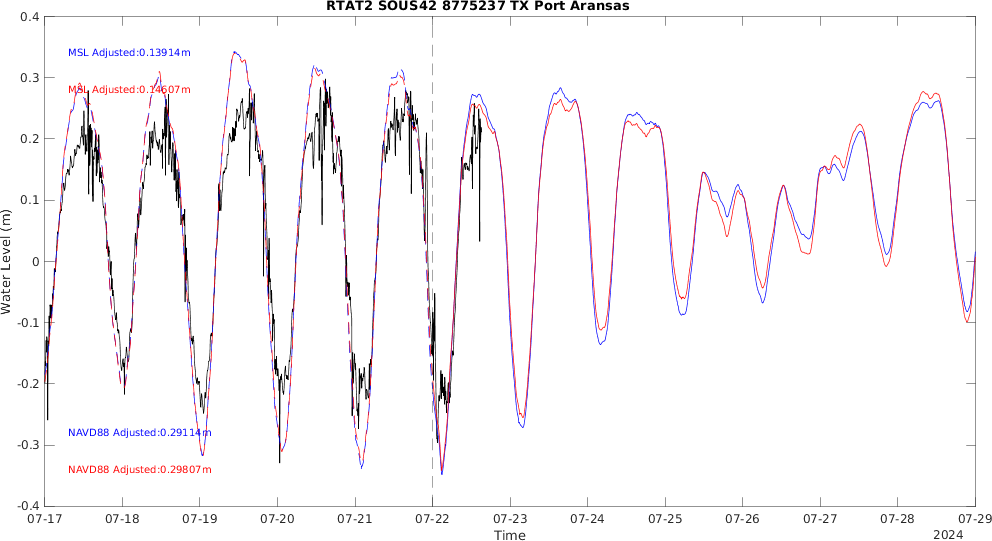 RTAT2 SOUS42 8775237 TX Port Aransas
0.4
0.3
0.2
0.1
0
-0.1
-0.2
-0.3
-0.4
Water Level (m)
MSL Adjusted:0.13914m
MSL Adjusted:0.14607m
NAVD88 Adjusted:0.29114m
NAVD88 Adjusted:0.29807m
07-17 07-18 07-19 07-20 07-21 07-22 07-23 07-24 07-25 07-26 07-27 07-28 07-29
Time
2024